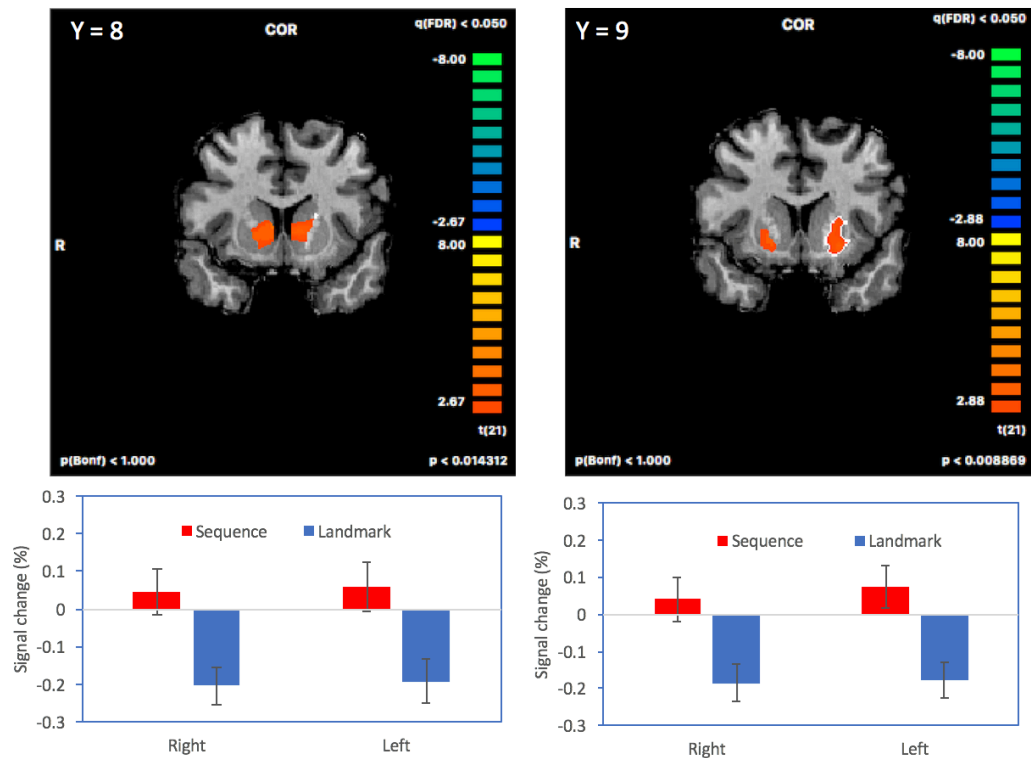 Y = 8
COR
q(FDR) < 0.050
-8.00
-2.67
8.00
R
2.67
t(21)
p(Bonf) < 1.000
p < 0.014312
Y = 9
COR
q(FDR) < 0.050
-8.00
-2.88
8.00
R
2.88
t(21)
p(Bonf) < 1.000
p < 0.008869
0.3
0.2
0.1
0
-0.1
-0.2
-0.3
Signal change (%)
Sequence
Landmark
Right
Left
0.3
0.2
0.1
0
-0.1
-0.2
-0.3
Signal change (%)
Sequence
Landmark
Right
Left